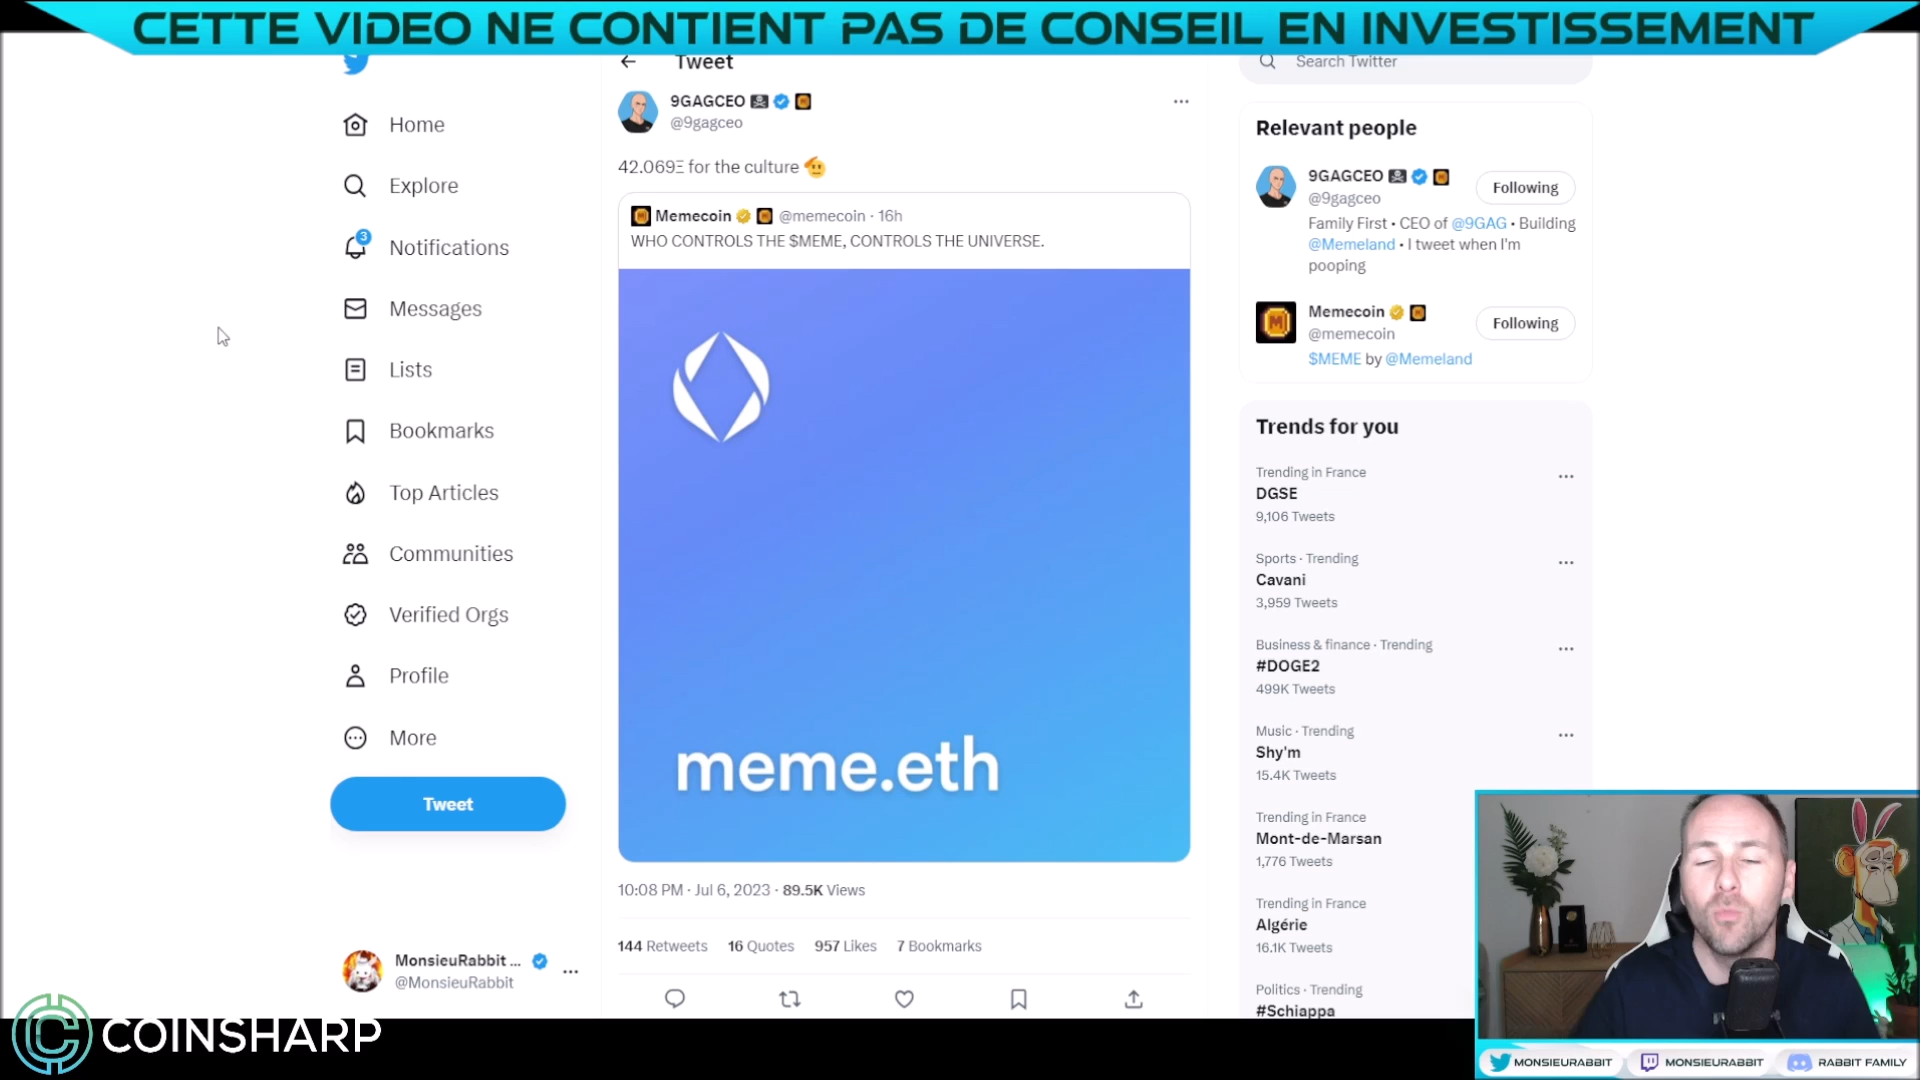 CETTE VIDEO NE CONTIENT PAS DE CONSEIL EN INVESTISSEMENT
Home
Explore
3
Notifications
Messages
Lists
Bookmarks
Top Articles
Communities
Verified Orgs
Profile
More
Tweet
MonsieuRabbit ...
@MonsieuRabbit
COINSHARP
Tweet
9GAGCEO
@9gagceo
42.069Ξ for the culture
Memecoin @memecoin · 16h
WHO CONTROLS THE $MEME, CONTROLS THE UNIVERSE.
meme.eth
10:08 PM · Jul 6, 2023 · 89.5K Views
144 Retweets 16 Quotes 957 Likes 7 Bookmarks
Search Twitter
Relevant people
9GAGCEO
@9gagceo
Following
Family First • CEO of @9GAG • Building
@Memeland • I tweet when I'm
pooping
Memecoin
@memecoin
Following
$MEME by @Memeland
Trends for you
Trending in France
DGSE
9,106 Tweets
Sports · Trending
Cavani
3,959 Tweets
Business & finance · Trending
#DOGE2
499K Tweets
Music · Trending
Shy'm
15.4K Tweets
Trending in France
Mont-de-Marsan
1,776 Tweets
Trending in France
Algérie
16.1K Tweets
Politics · Trending
#Schiappa
MONSIEURABBIT MONSIEURABBIT RABBIT FAMILY